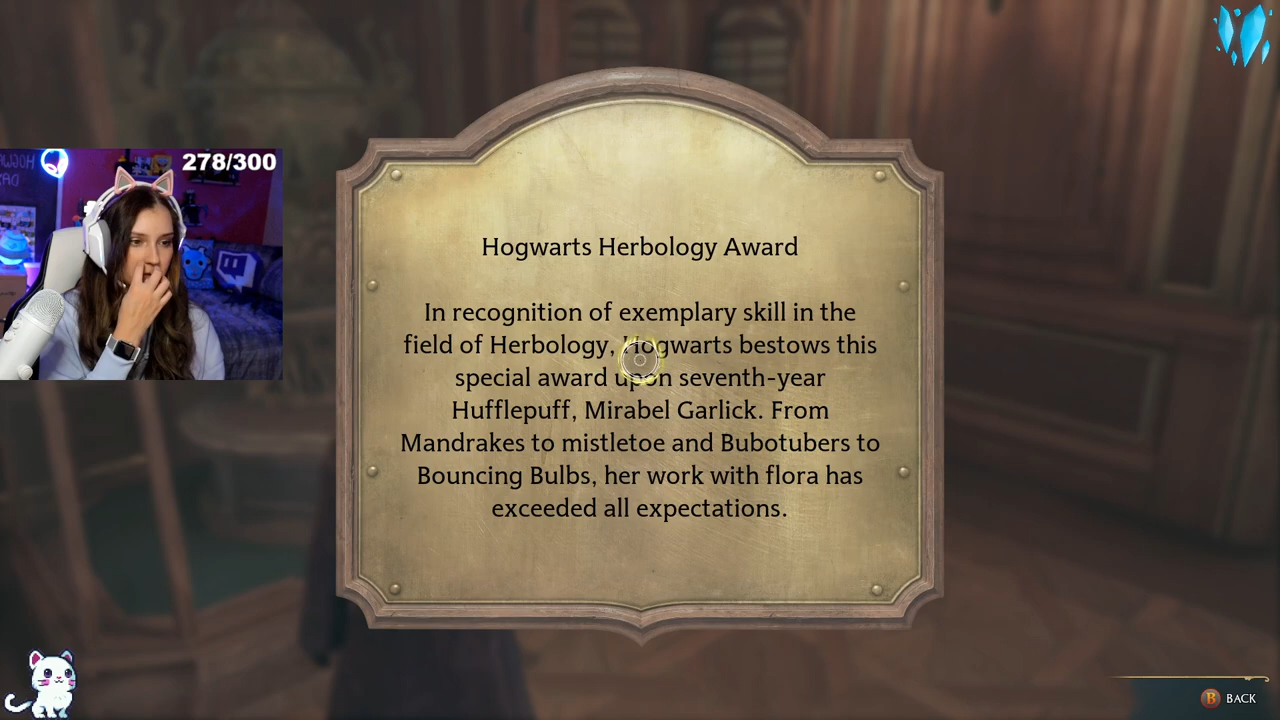 278/300
Hogwarts Herbology Award
In recognition of exemplary skill in the
field of Herbology, Hogwarts bestows this
special award upon seventh-year
Hufflepuff, Mirabel Garlick. From
Mandrakes to mistletoe and Bubotubers to
Bouncing Bulbs, her work with flora has
exceeded all expectations.
B BACK